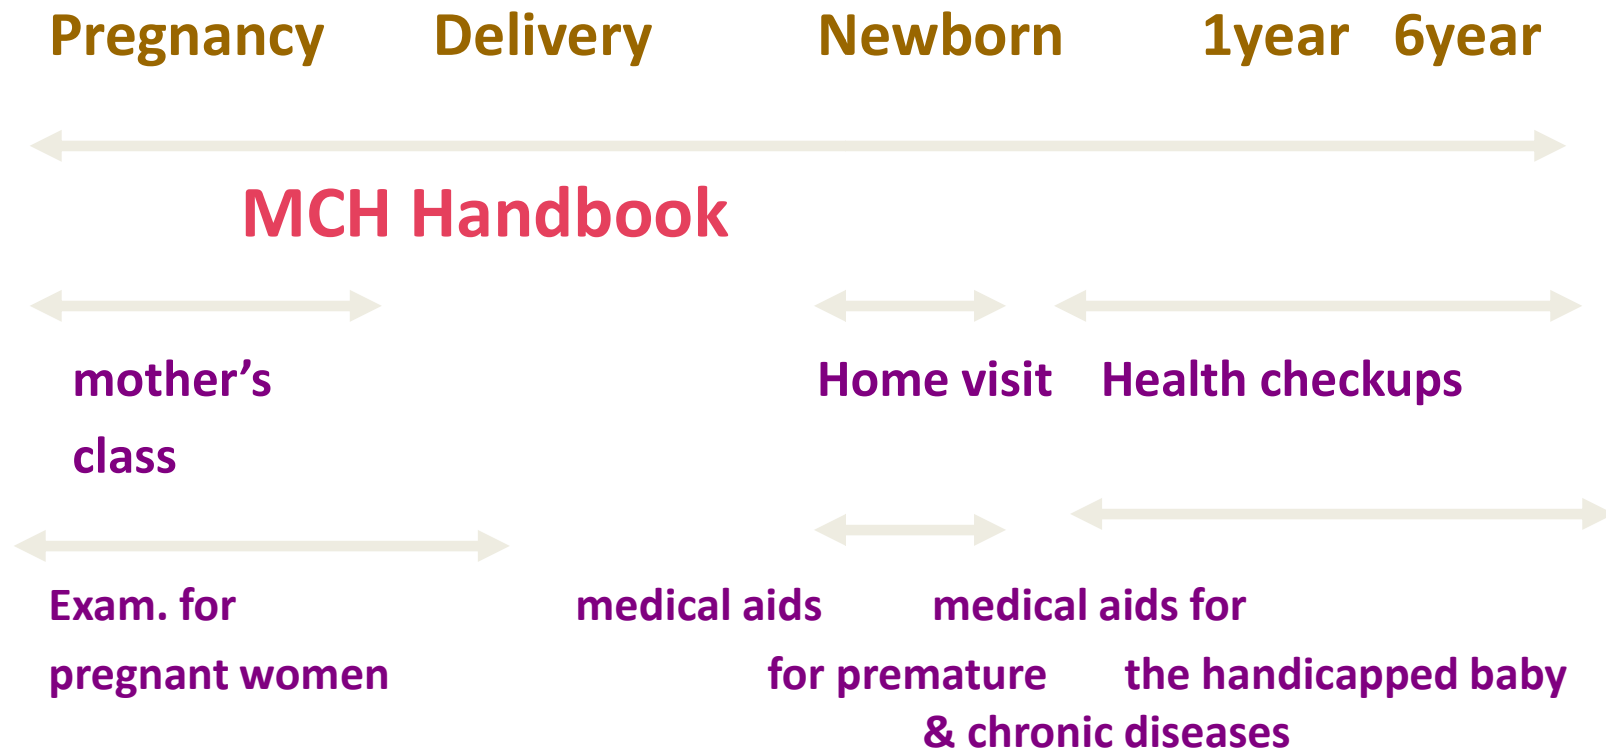 Pregnancy Delivery Newborn 1year 6year
MCH Handbook
mother’s Home visit Health checkups
class
Exam. for medical aids medical aids for
pregnant women for premature the handicapped baby
& chronic diseases